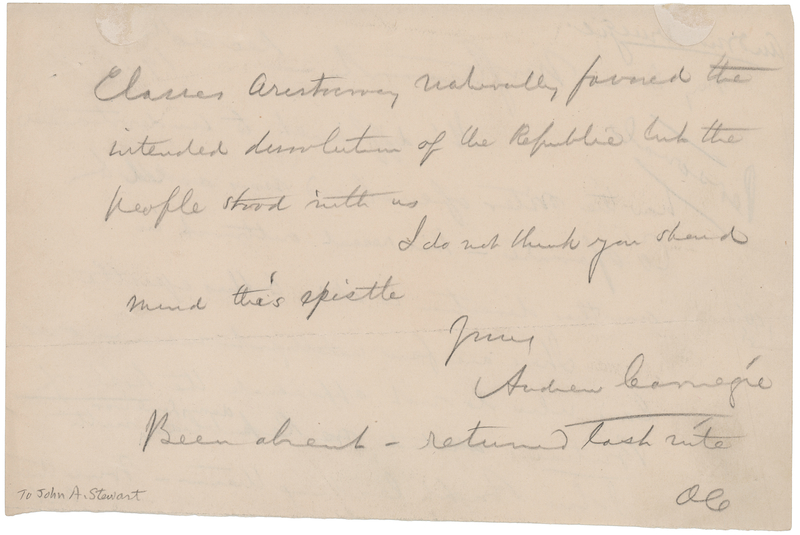 Classes Aristocracy naturally favored the
intended dissolution of the Republic but the
people stood with us
I do not think you should
mind this epistle
Yours
Andrew Carnegie
Been absent – returned last nite
AC
To John A. Stewart